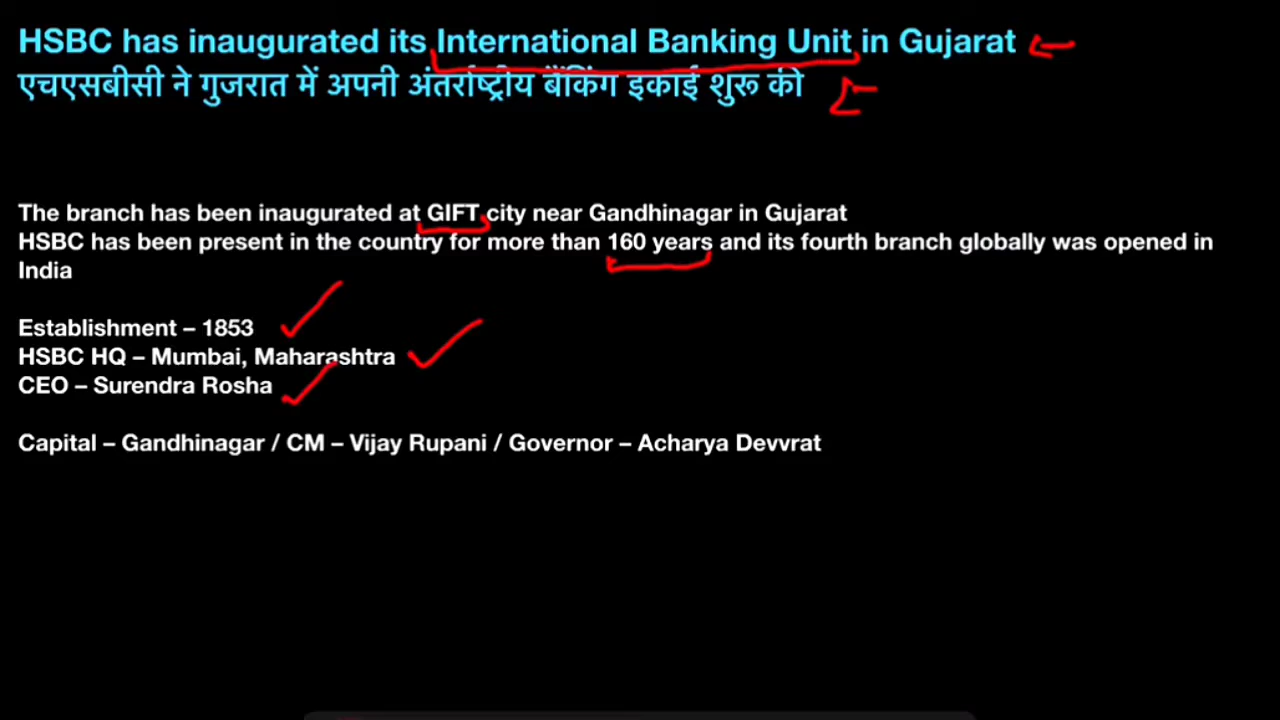 HSBC has inaugurated its International Banking Unit in Gujarat
एचएसबीसी ने गुजरात में अपनी अंतर्राष्ट्रीय बैंकिंग इकाई शुरू की
The branch has been inaugurated at GIFT city near Gandhinagar in Gujarat
HSBC has been present in the country for more than 160 years and its fourth branch globally was opened in
India
Establishment – 1853
HSBC HQ – Mumbai, Maharashtra
CEO – Surendra Rosha
Capital – Gandhinagar / CM – Vijay Rupani / Governor – Acharya Devvrat